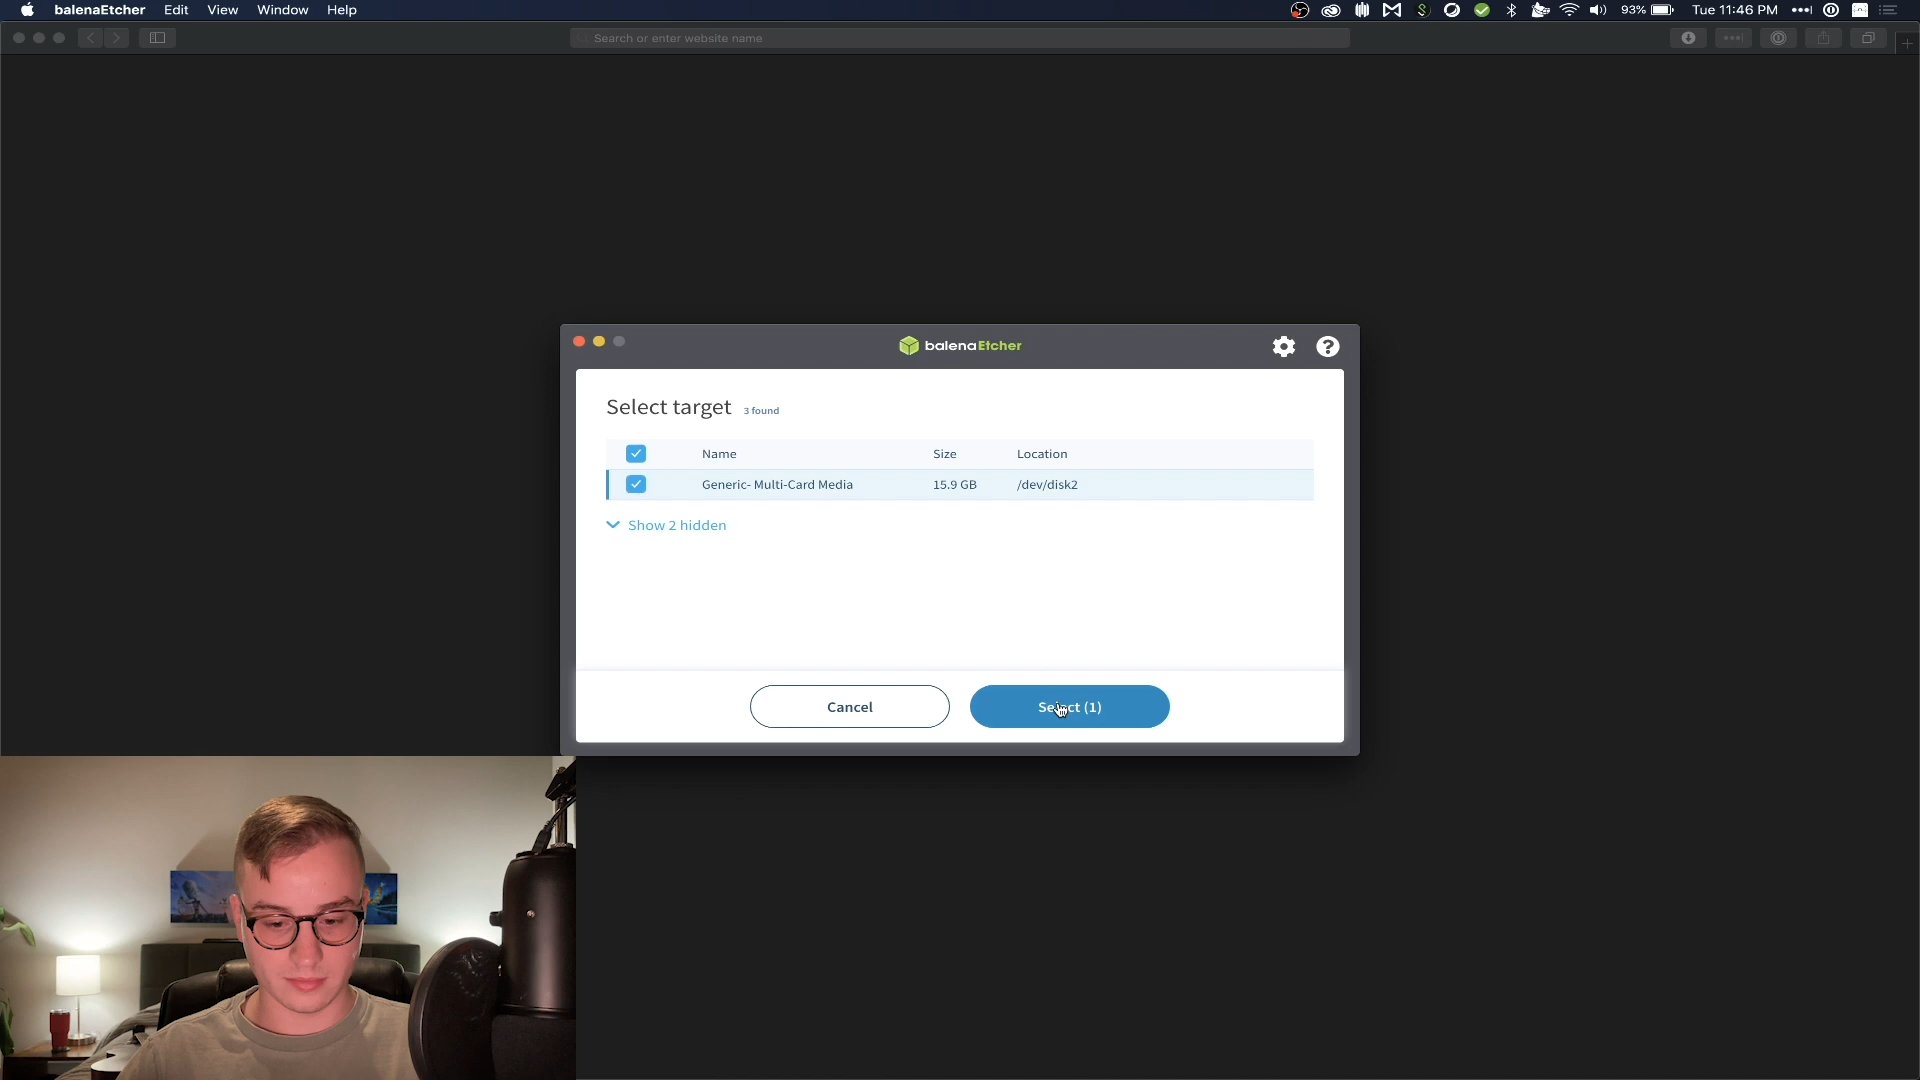 balenaEtcher Edit View Window Help
93% Tue 11:46 PM
Search or enter website name
balenaEtcher
Select target 3 found
Name Size Location
Generic- Multi-Card Media 15.9 GB /dev/disk2
Show 2 hidden
Cancel Select (1)